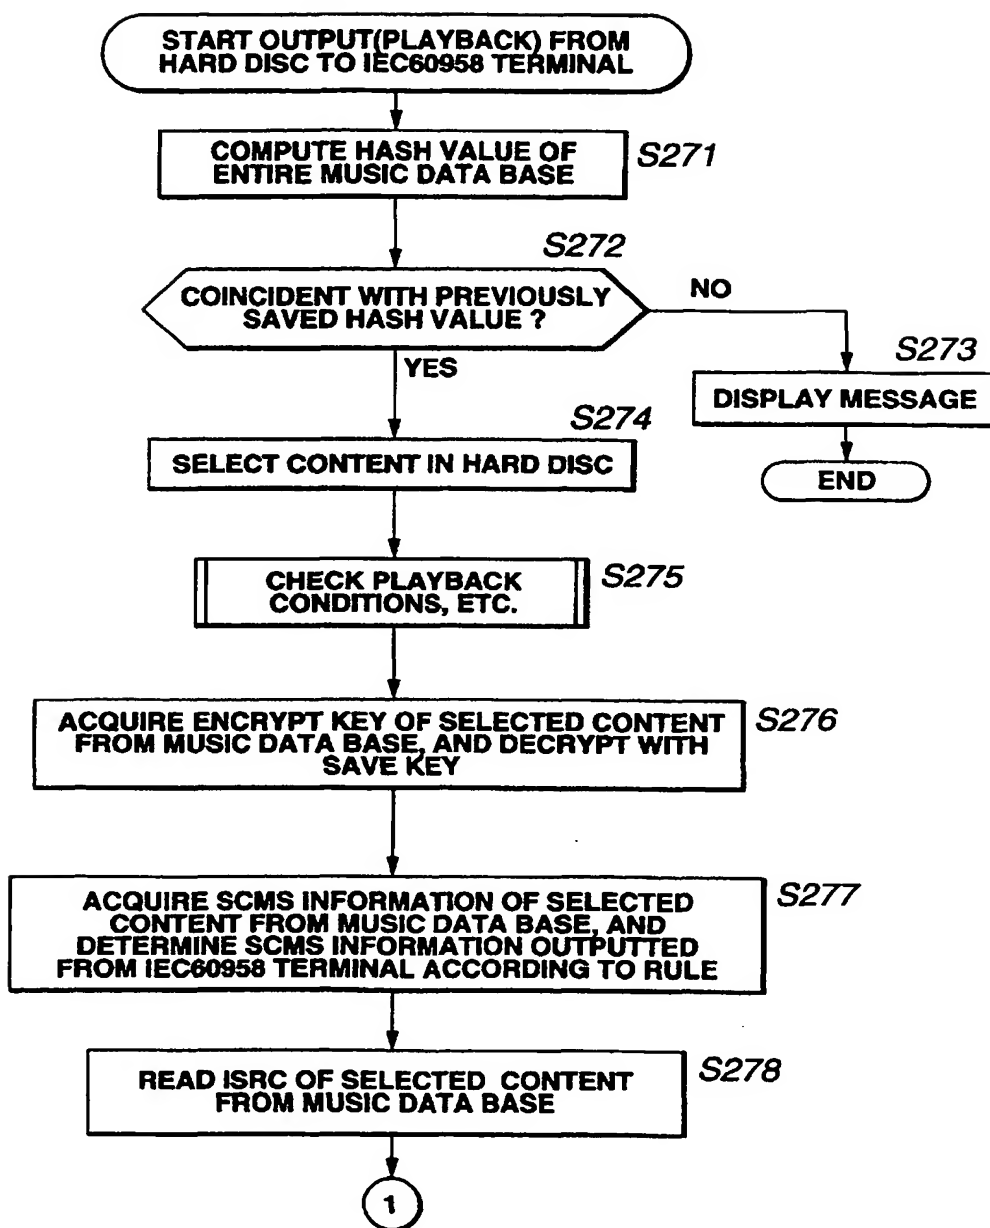 START OUTPUT(PLAYBACK) FROM
HARD DISC TO IEC60958 TERMINAL
COMPUTE HASH VALUE OF
ENTIRE MUSIC DATA BASE
S271
S272
COINCIDENT WITH PREVIOUSLY
SAVED HASH VALUE ?
NO
YES
S273
DISPLAY MESSAGE
END
S274
SELECT CONTENT IN HARD DISC
CHECK PLAYBACK
CONDITIONS, ETC.
S275
ACQUIRE ENCRYPT KEY OF SELECTED CONTENT
FROM MUSIC DATA BASE, AND DECRYPT WITH
SAVE KEY
S276
ACQUIRE SCMS INFORMATION OF SELECTED
CONTENT FROM MUSIC DATA BASE, AND
DETERMINE SCMS INFORMATION OUTPUTTED
FROM IEC60958 TERMINAL ACCORDING TO RULE
S277
READ ISRC OF SELECTED CONTENT
FROM MUSIC DATA BASE
S278
1